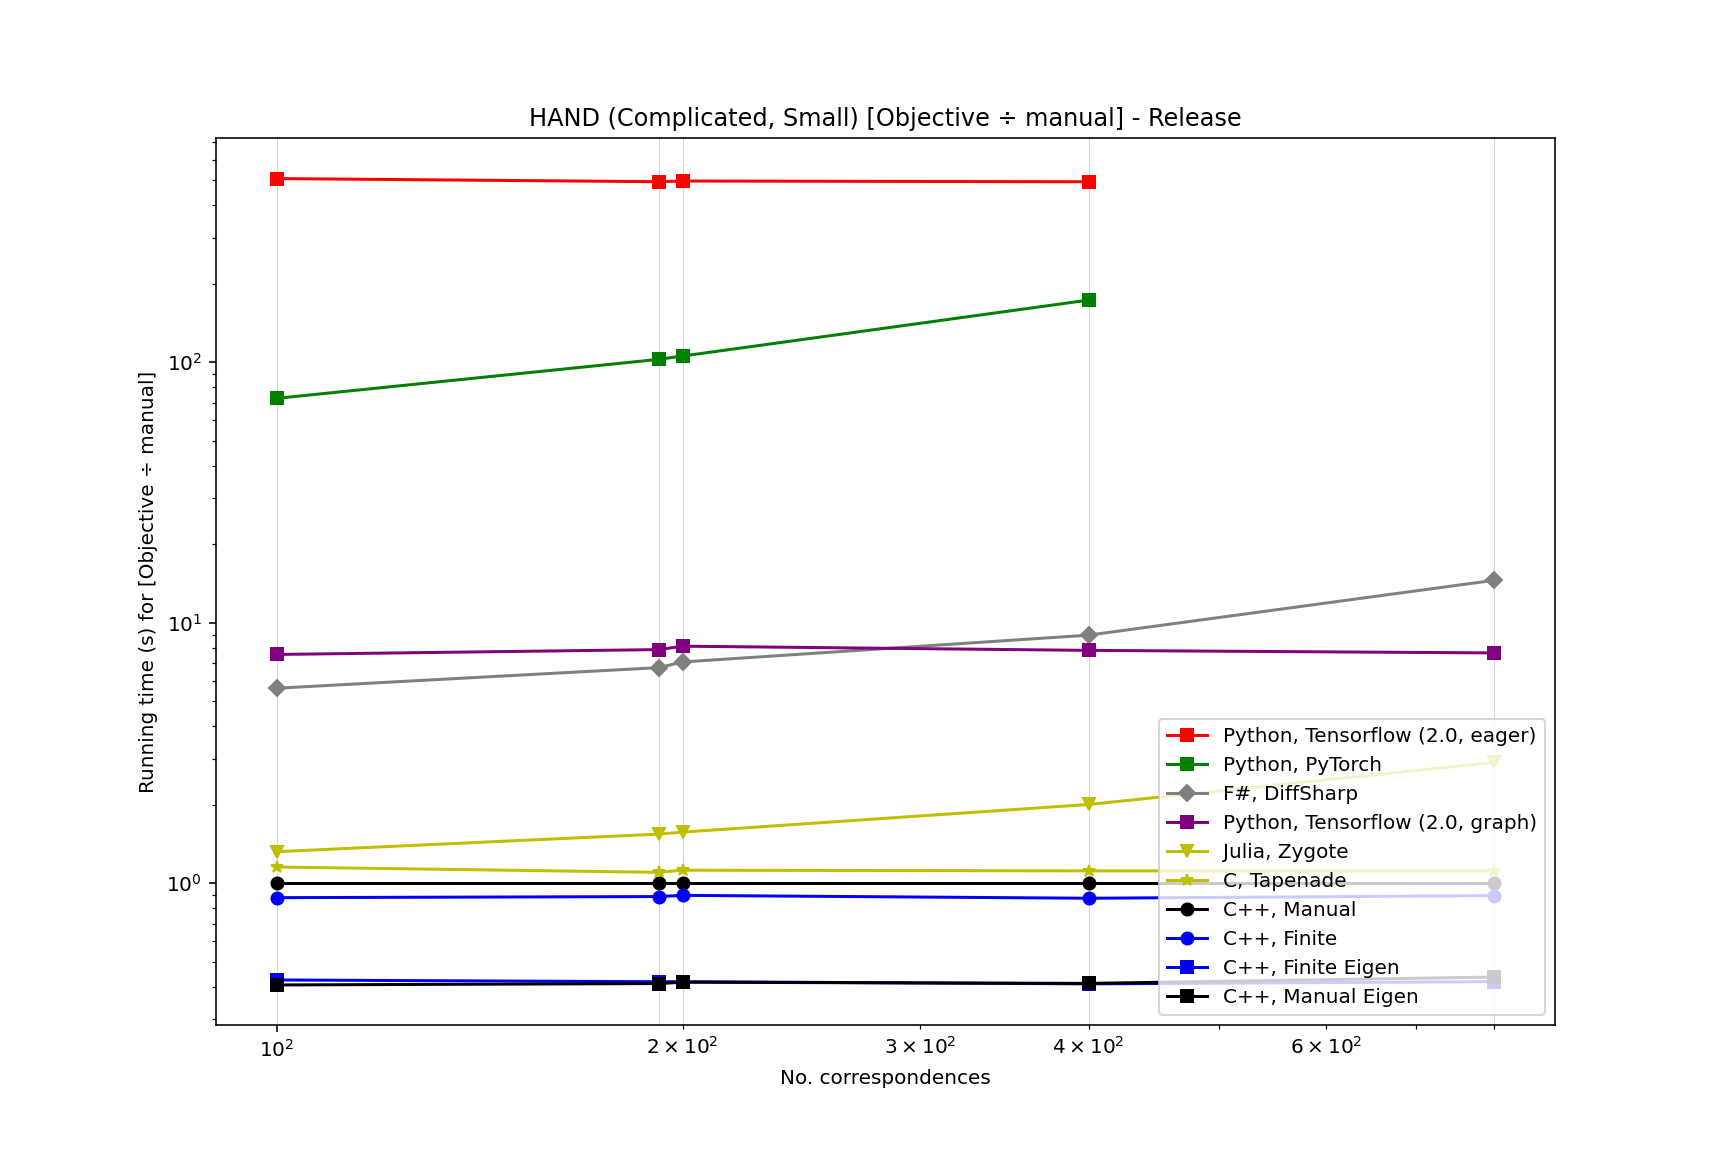 HAND (Complicated, Small) [Objective ÷ manual] - Release
Running time (s) for [Objective ÷ manual]
10²
10¹
10⁰
Python, Tensorflow (2.0, eager)
Python, PyTorch
F#, DiffSharp
Python, Tensorflow (2.0, graph)
Julia, Zygote
C, Tapenade
C++, Manual
C++, Finite
C++, Finite Eigen
C++, Manual Eigen
10² 2 × 10² 3 × 10² 4 × 10² 6 × 10²
No. correspondences